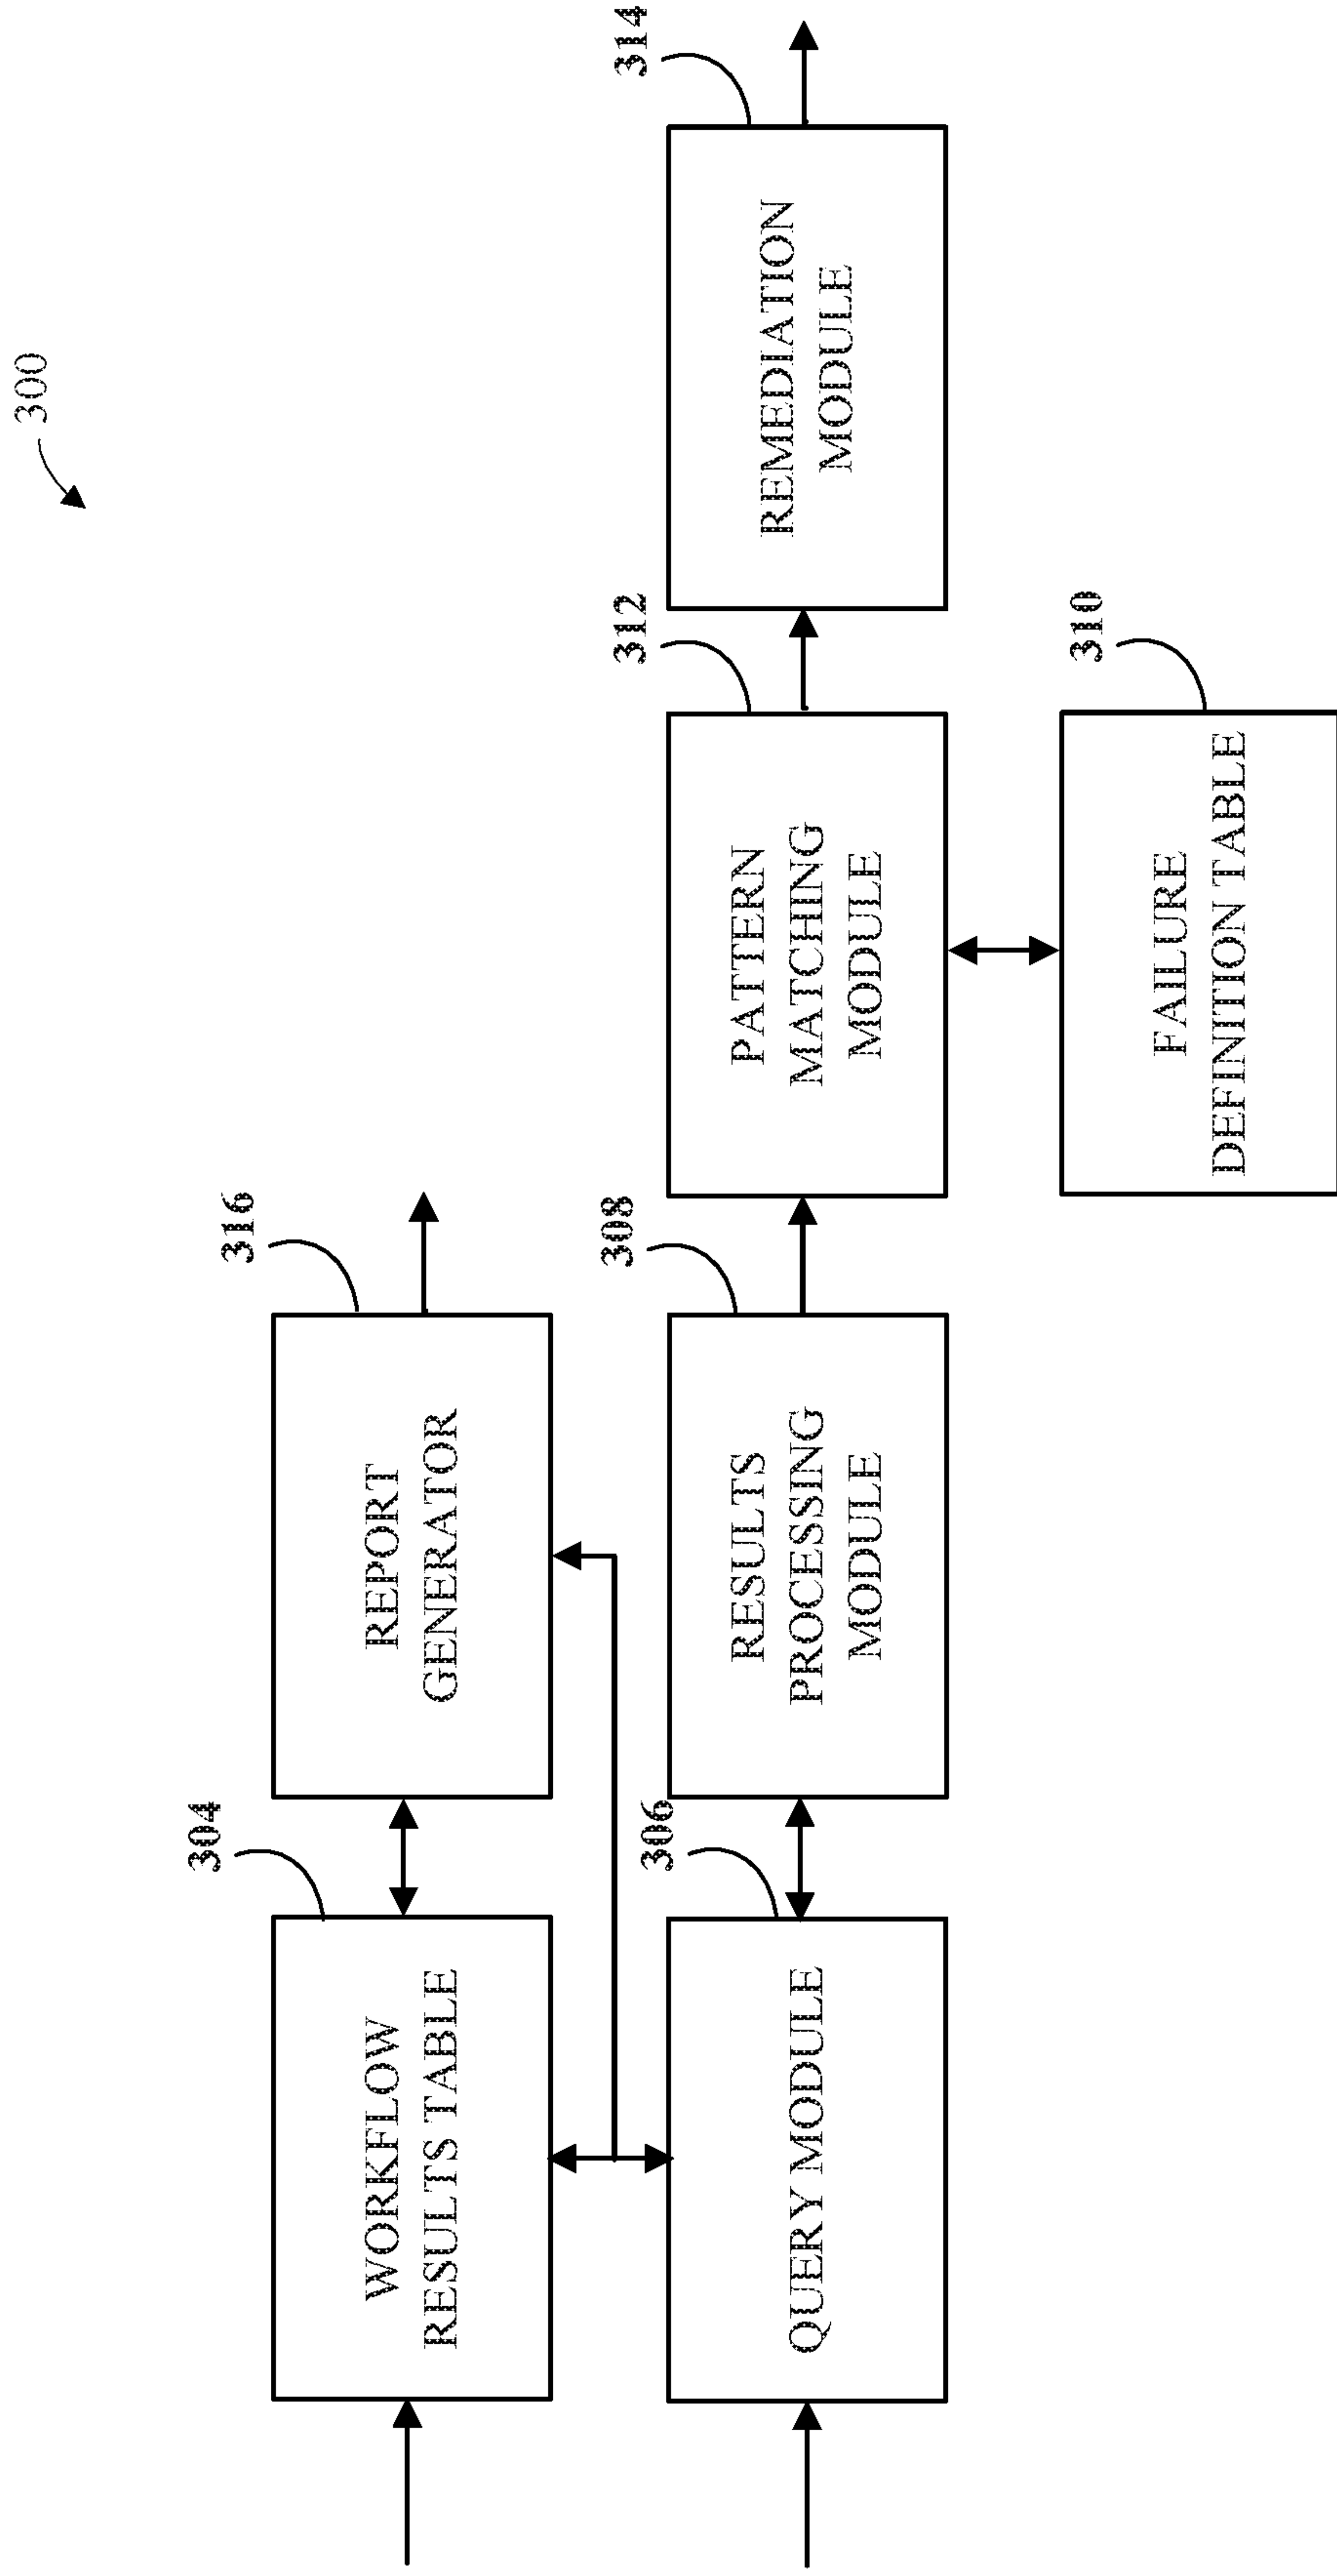 300
304
WORKFLOW
RESULTS TABLE
316
REPORT
GENERATOR
306
QUERY MODULE
308
RESULTS
PROCESSING
MODULE
312
PATTERN
MATCHING
MODULE
314
REMEDIATION
MODULE
310
FAILURE
DEFINITION TABLE